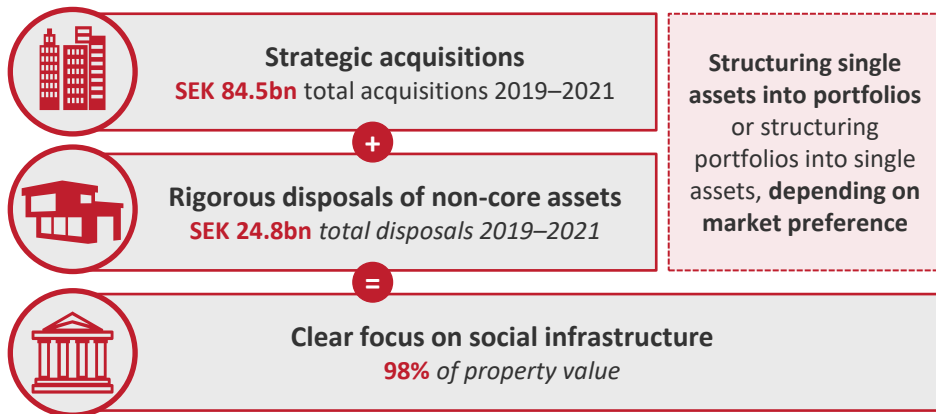 Strategic acquisitions
SEK 84.5bn total acquisitions 2019–2021
+
Rigorous disposals of non-core assets
SEK 24.8bn total disposals 2019–2021
=
Clear focus on social infrastructure
98% of property value
Structuring single
assets into portfolios
or structuring
portfolios into single
assets, depending on
market preference